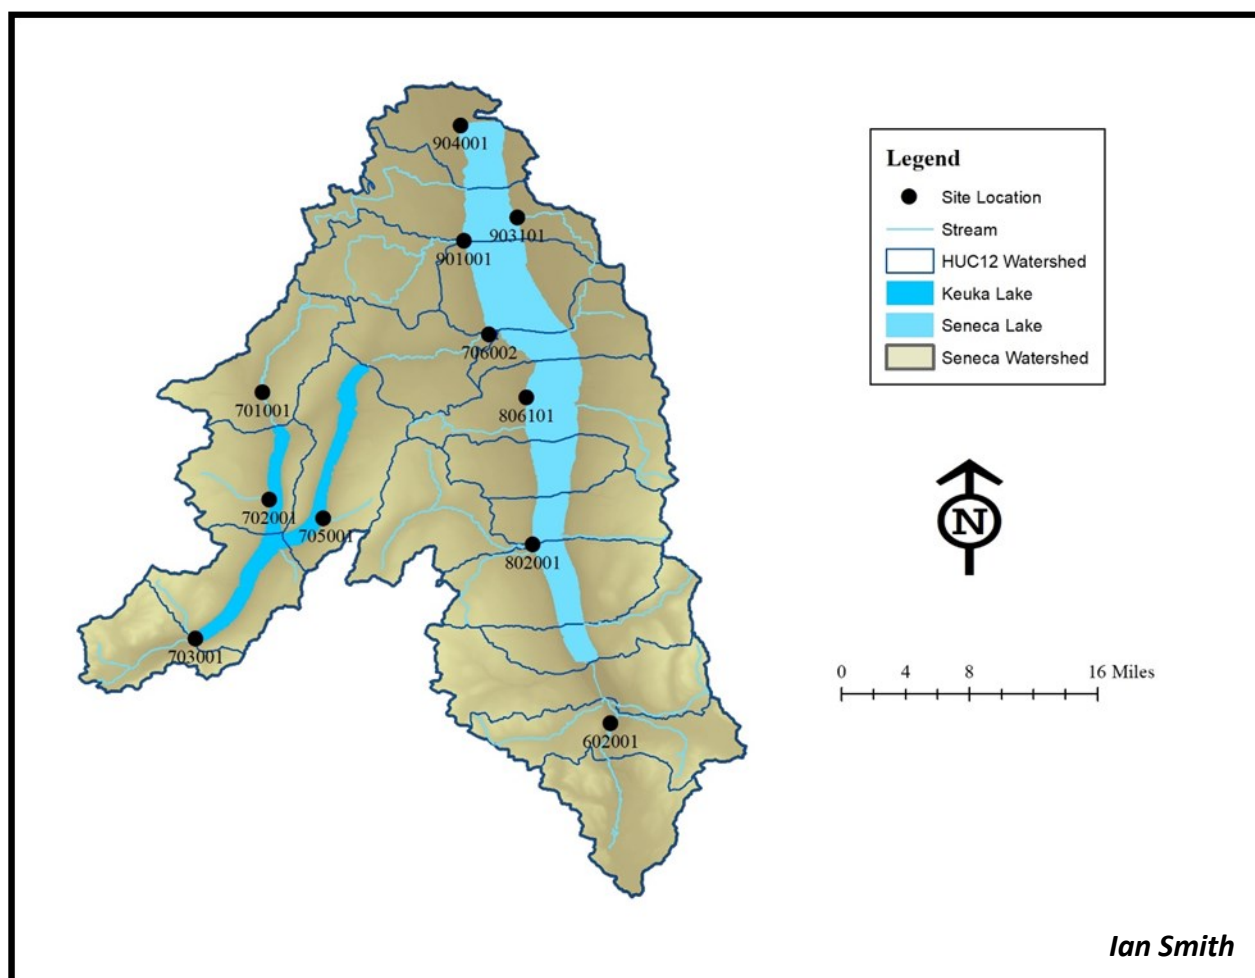 904001
903101
901001
706002
701001
806101
702001
705001
802001
703001
602001
Legend
Site Location
Stream
HUC12 Watershed
Keuka Lake
Seneca Lake
Seneca Watershed
N
0 4 8 16 Miles
Ian Smith